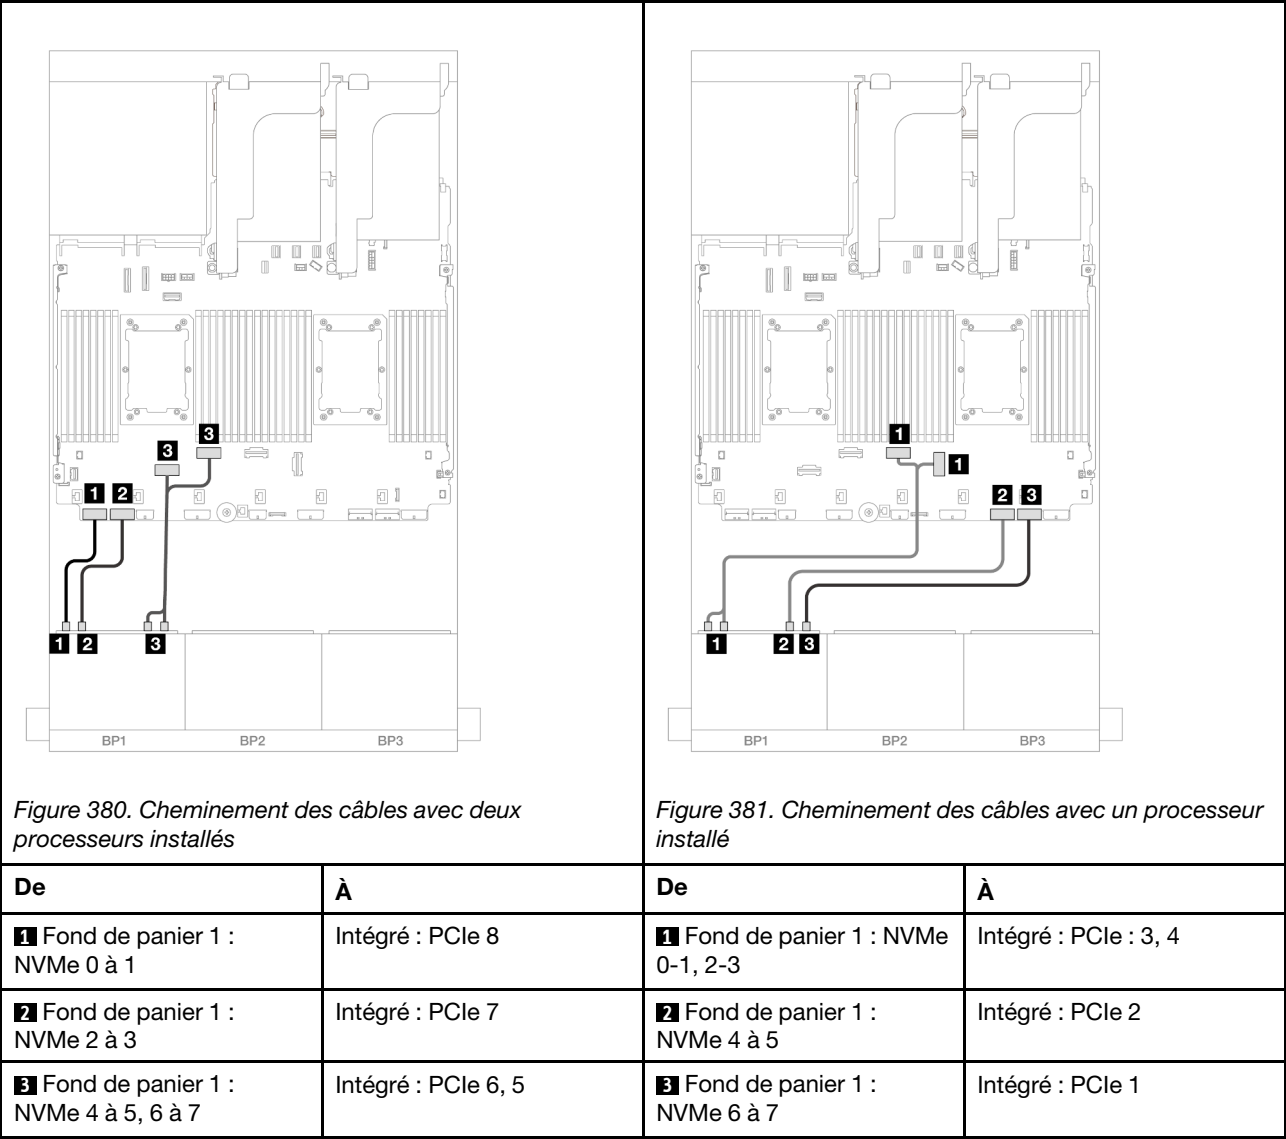 3
3
1 2
1 2 3
BP1 BP2 BP3
Figure 380. Cheminement des câbles avec deux
processeurs installés
1
1
2 3
1 2 3
BP1 BP2 BP3
Figure 381. Cheminement des câbles avec un processeur
installé
De À De À
1 Fond de panier 1 :
NVMe 0 à 1
Intégré : PCIe 8
1 Fond de panier 1 : NVMe
0-1, 2-3
Intégré : PCIe : 3, 4
2 Fond de panier 1 :
NVMe 2 à 3
Intégré : PCIe 7
2 Fond de panier 1 :
NVMe 4 à 5
Intégré : PCIe 2
3 Fond de panier 1 :
NVMe 4 à 5, 6 à 7
Intégré : PCIe 6, 5
3 Fond de panier 1 :
NVMe 6 à 7
Intégré : PCIe 1